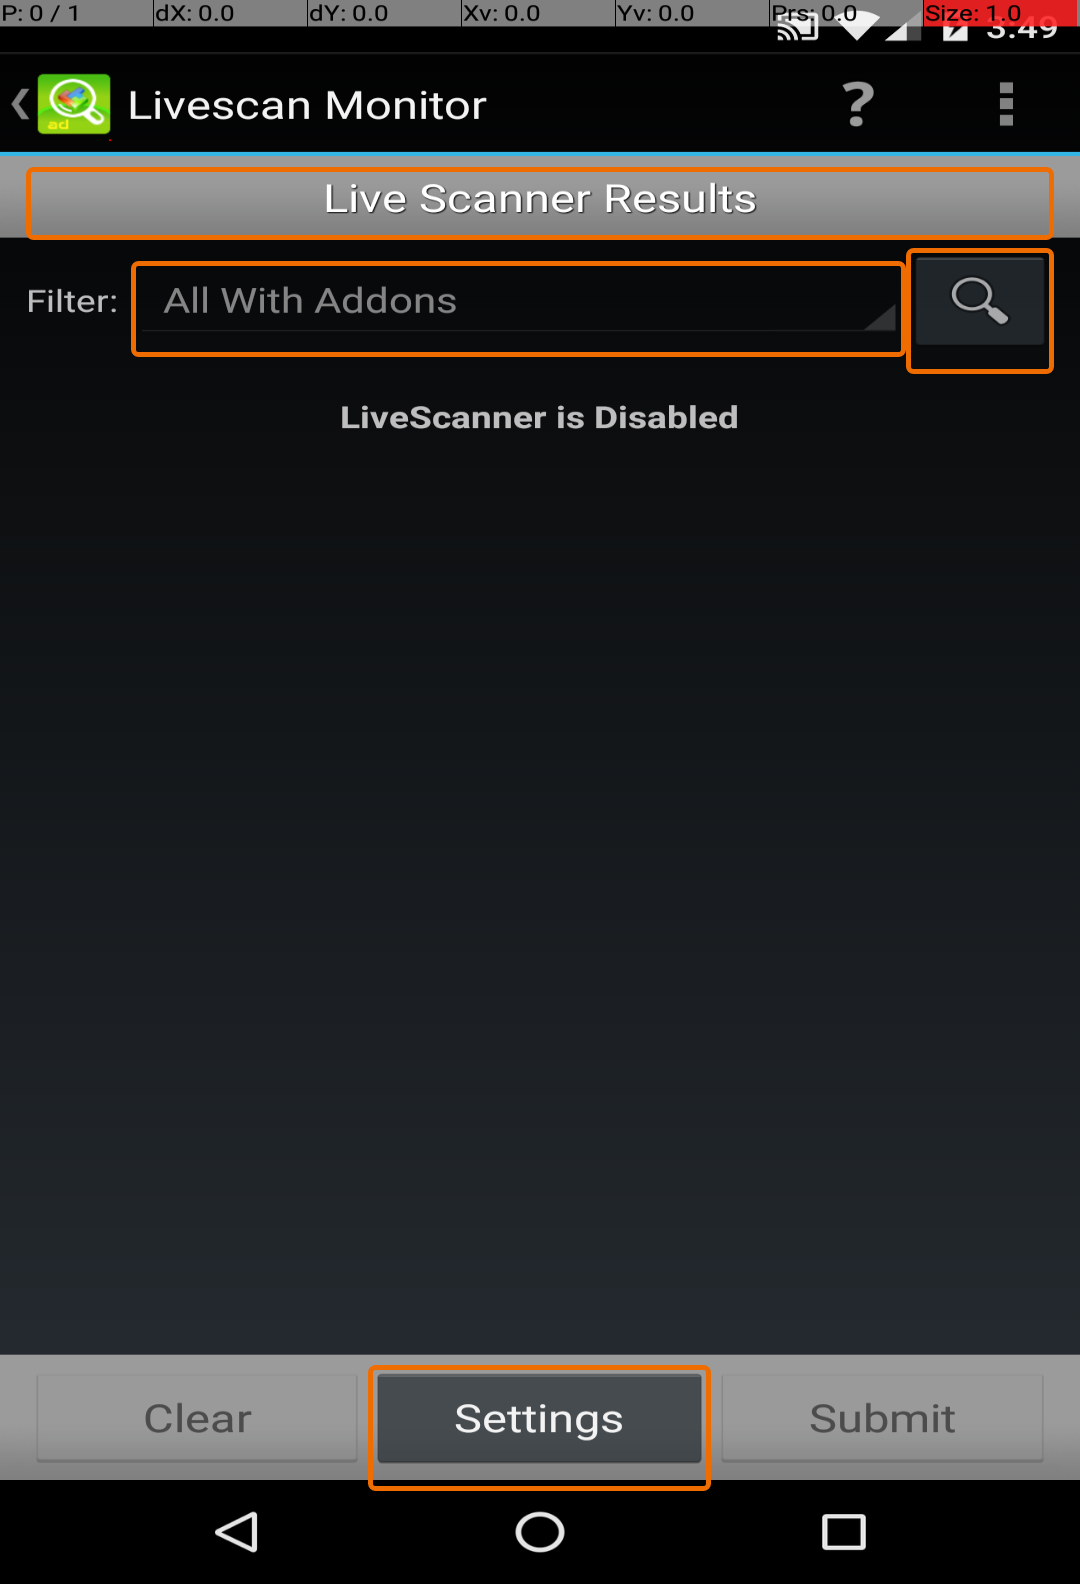 P: 0 / 1 dX: 0.0 dY: 0.0 Xv: 0.0 Yv: 0.0 Prs: 0.0 Size: 1.0
3:49
ad
Livescan Monitor ?
Live Scanner Results
Filter: All With Addons
LiveScanner is Disabled
Clear Settings Submit